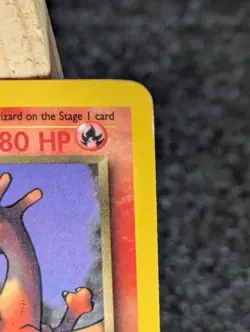 izard on the Stage 1 card
80 HP